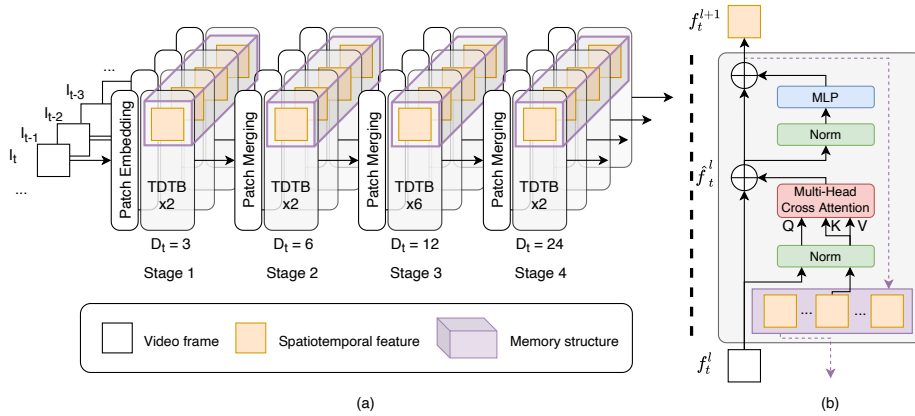 ...
I_{t-3}
I_{t-2}
I_{t-1}
I_t
...
Patch Embedding
TDTB
x2
Patch Merging
TDTB
x2
Patch Merging
TDTB
x6
Patch Merging
TDTB
x2
D_t = 3
D_t = 6
D_t = 12
D_t = 24
Stage 1
Stage 2
Stage 3
Stage 4
Video frame
Spatiotemporal feature
Memory structure
(a)
f_t^{l+1}
MLP
Norm
\hat{f}_t^l
Multi-Head
Cross Attention
Q
K
V
Norm
... ...
f_t^l
(b)